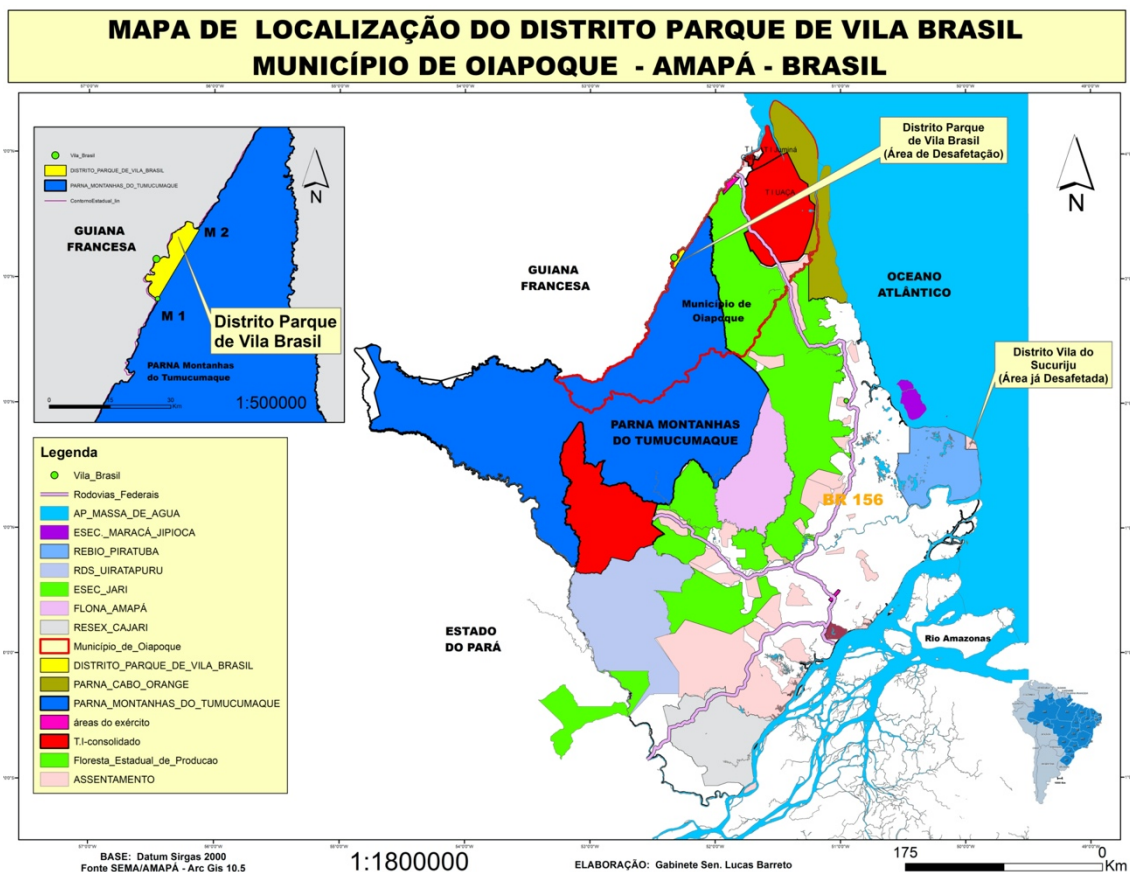 MAPA DE LOCALIZAÇÃO DO DISTRITO PARQUE DE VILA BRASIL
MUNICÍPIO DE OIAPOQUE - AMAPÁ - BRASIL
Vila_Brasil
DISTRITO_PARQUE_DE_VILA_BRASIL
PARNA_MONTANHAS_DO_TUMUCUMAQUE
ContornoEstadual_lin
N
GUIANA
FRANCESA
M 2
M 1
Distrito Parque
de Vila Brasil
PARNA Montanhas
do Tumucumaque
1:500000
Distrito Parque
de Vila Brasil
(Área de Desafetação)
N
T I UAÇA
GUIANA
FRANCESA
OCEANO
ATLÂNTICO
Município de
Oiapoque
Distrito Vila do
Sucuriju
(Área já Desafetada)
PARNA MONTANHAS
DO TUMUCUMAQUE
BR 156
ESTADO
DO PARÁ
Rio Amazonas
Legenda
Vila_Brasil
Rodovias_Federais
AP_MASSA_DE_AGUA
ESEC_MARACÁ_JIPIOCA
REBIO_PIRATUBA
RDS_UIRATAPURU
ESEC_JARI
FLONA_AMAPÁ
RESEX_CAJARI
Município_de_Oiapoque
DISTRITO_PARQUE_DE_VILA_BRASIL
PARNA_CABO_ORANGE
PARNA_MONTANHAS_DO_TUMUCUMAQUE
áreas do exército
T.I-consolidado
Floresta_Estadual_de_Producao
ASSENTAMENTO
BASE: Datum Sirgas 2000
Fonte SEMA/AMAPÁ - Arc Gis 10.5
1:1800000
ELABORAÇÃO: Gabinete Sen. Lucas Barreto
175 0
Km